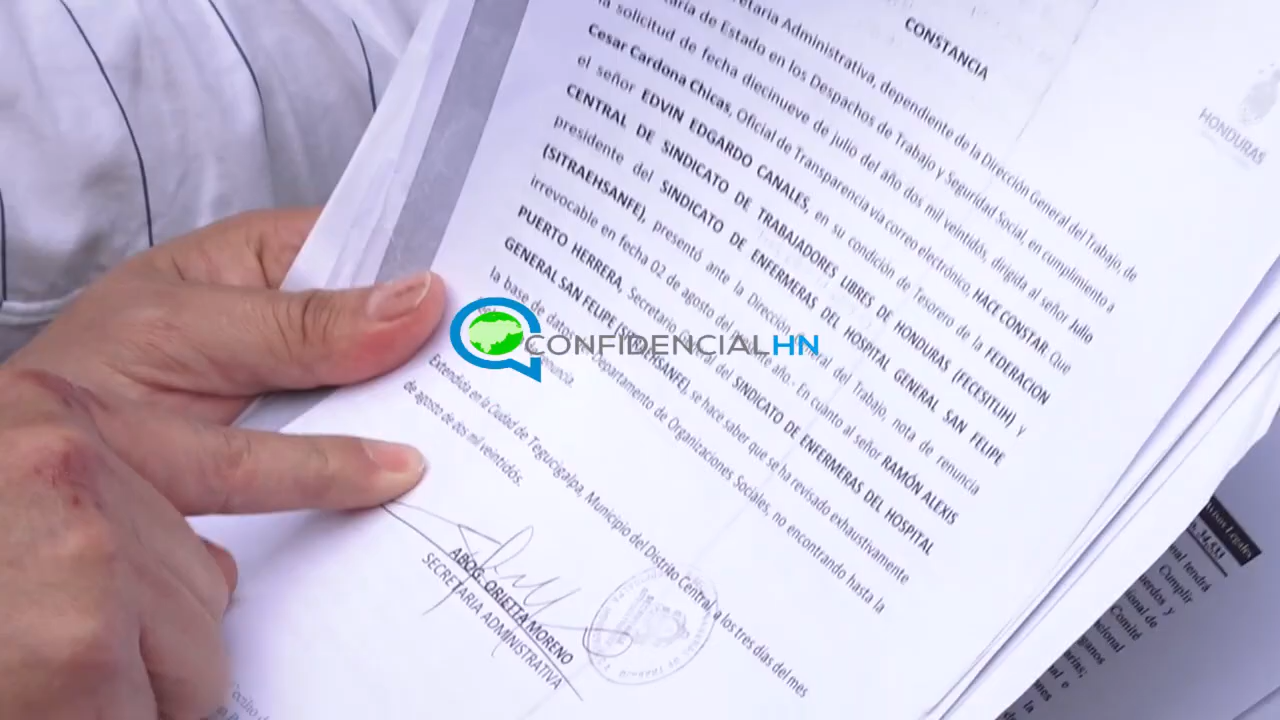 CONSTANCIA
Secretaria Administrativa, dependiente de la Dirección General del Trabajo, de
de Estado en los Despachos de Trabajo y Seguridad Social, en cumplimiento a
la solicitud de fecha diecinueve de julio del año dos mil veintidós, dirigida al señor Julio
Cesar Cardona Chicas, Oficial de Transparencia vía correo electrónico, HACE CONSTAR. Que
el señor EDVIN EDGARDO CANALES, en su condición de Tesorero de la FEDERACION
CENTRAL DE SINDICATO DE TRABAJADORES LIBRES DE HONDURAS (FECESITLIH) y
presidente del SINDICATO DE ENFERMERAS DEL HOSPITAL GENERAL SAN FELIPE
(SITRAEHSANFE), presentó ante la Dirección General del Trabajo, nota de renuncia
irrevocable en fecha 02 de agosto del año.- En cuanto al señor RAMÓN ALEXIS
PUERTO HERRERA, Secretario del SINDICATO DE ENFERMERAS DEL HOSPITAL
GENERAL SAN FELIPE se hace saber que se ha revisado exhaustivamente
la base de datos Departamento de Organizaciones Sociales, no encontrando hasta la
Extendida en la Ciudad de Tegucigalpa, Municipio del Distrito Central, a los tres días del mes
de agosto de dos mil veintidós.
ABOG. ORIETTA MORENO
SECRETARIA ADMINISTRATIVA
HONDURAS
CONFIDENCIALHN
Legales
tendrá
Cumplir
y
de
Comité